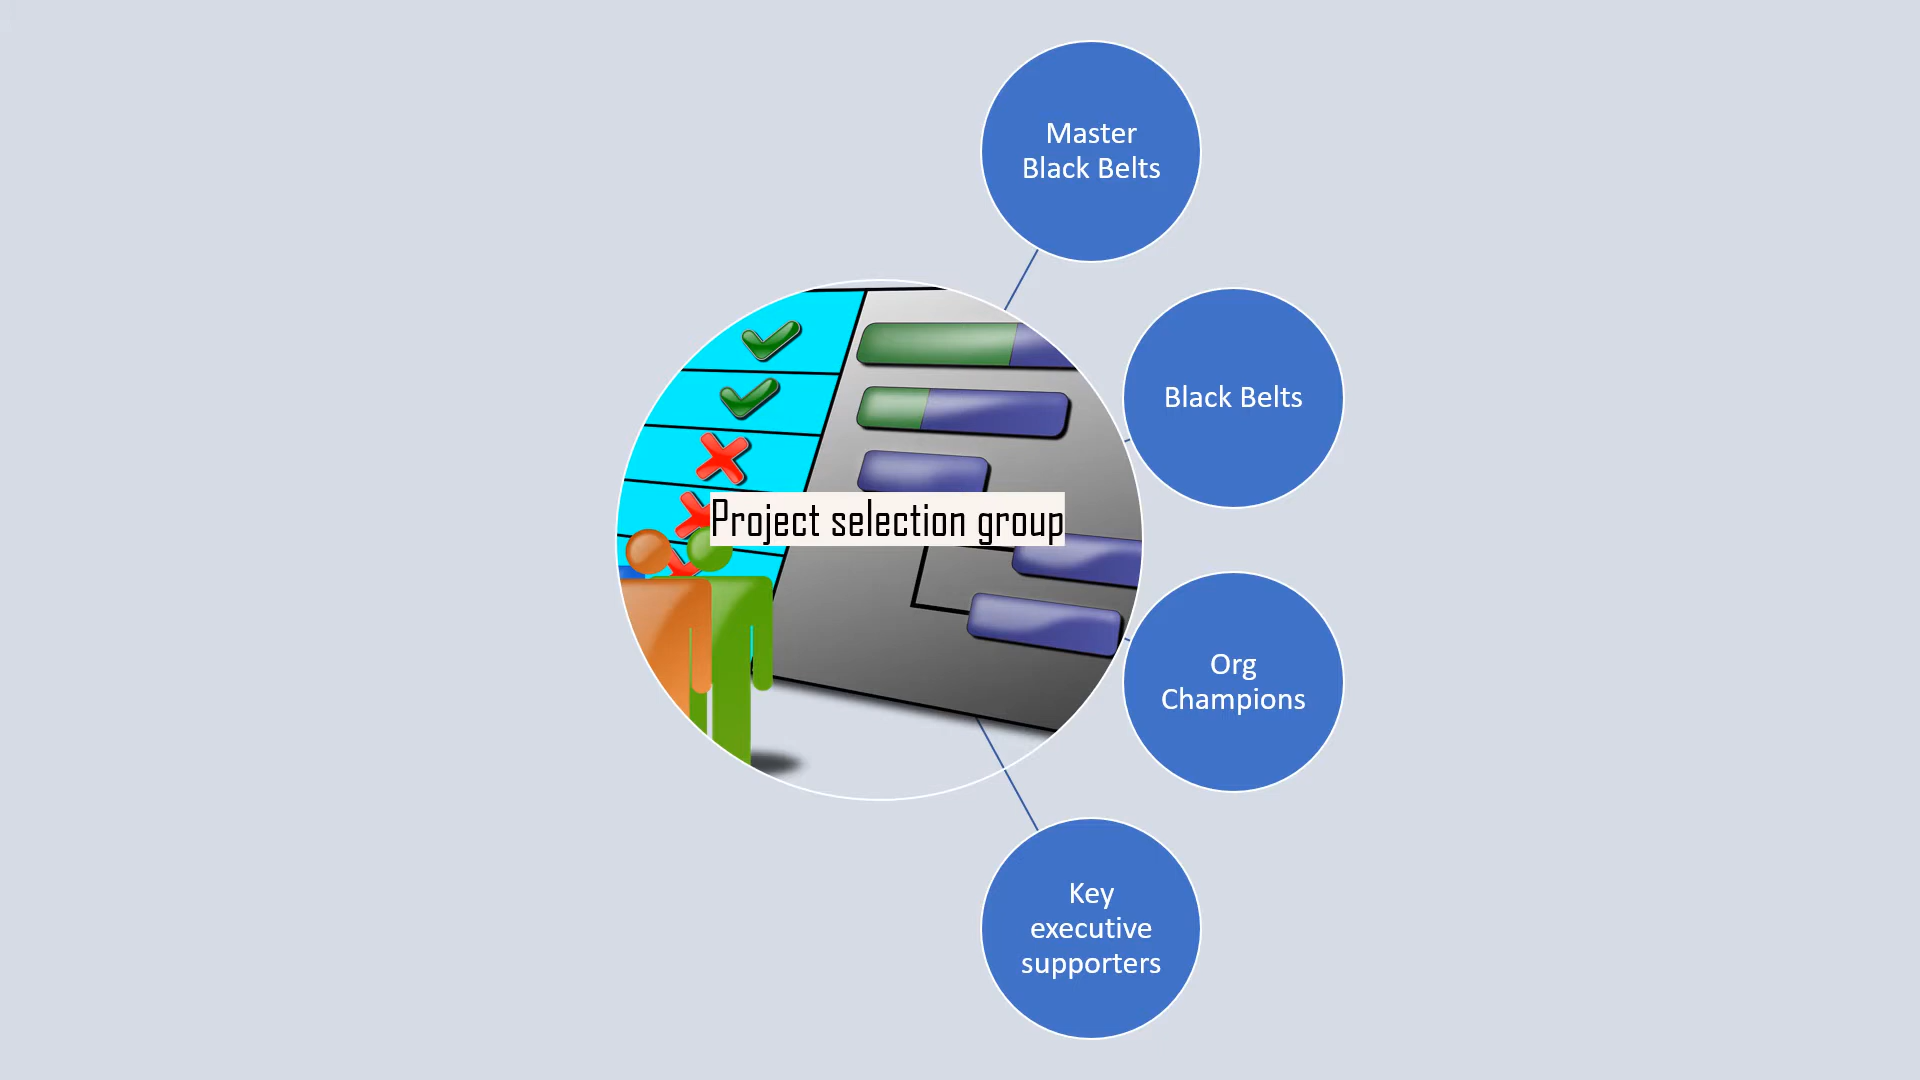 Master
Black Belts
Black Belts
Project selection group
Org
Champions
Key
executive
supporters